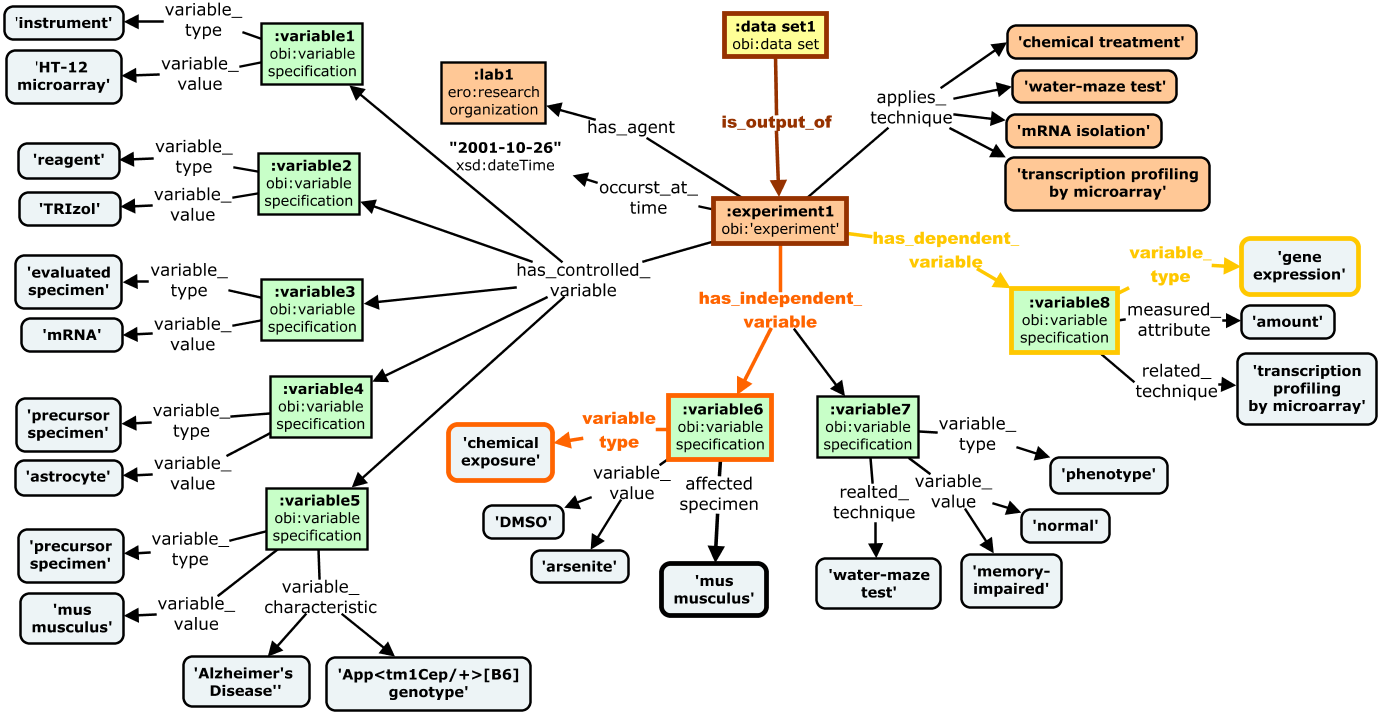 'instrument'
variable_
type
:variable1
obi:variable
specification
'HT-12
microarray'
variable_
value
:data set1
obi:data set
:lab1
ero:research
organization
has_agent
is_output_of
applies_
technique
'chemical treatment'
'water-maze test'
'mRNA isolation'
'transcription profiling
by microarray'
"2001-10-26"
xsd:dateTime
occurst_at_
time
:experiment1
obi:'experiment'
'reagent'
variable_
type
:variable2
obi:variable
specification
'TRIzol'
variable_
value
has_controlled_
variable
has_independent_
variable
has_dependent_
variable
variable_
type
'gene
expression'
:variable8
obi:variable
specification
measured_
attribute
'amount'
related_
technique
'transcription
profiling
by microarray'
'evaluated
specimen'
variable_
type
:variable3
obi:variable
specification
'mRNA'
variable_
value
:variable4
obi:variable
specification
'precursor
specimen'
variable_
type
'astrocyte'
variable_
value
:variable6
obi:variable
specification
variable
type
'chemical
exposure'
variable_
value
'DMSO'
'arsenite'
affected
specimen
'mus
musculus'
:variable7
obi:variable
specification
variable_
type
'phenotype'
realted_
technique
'water-maze
test'
variable_
value
'normal'
'memory-
impaired'
:variable5
obi:variable
specification
'precursor
specimen'
variable_
type
'mus
musculus'
variable_
value
variable_
characteristic
'Alzheimer's
Disease''
'App<tm1Cep/+>[B6]
genotype'